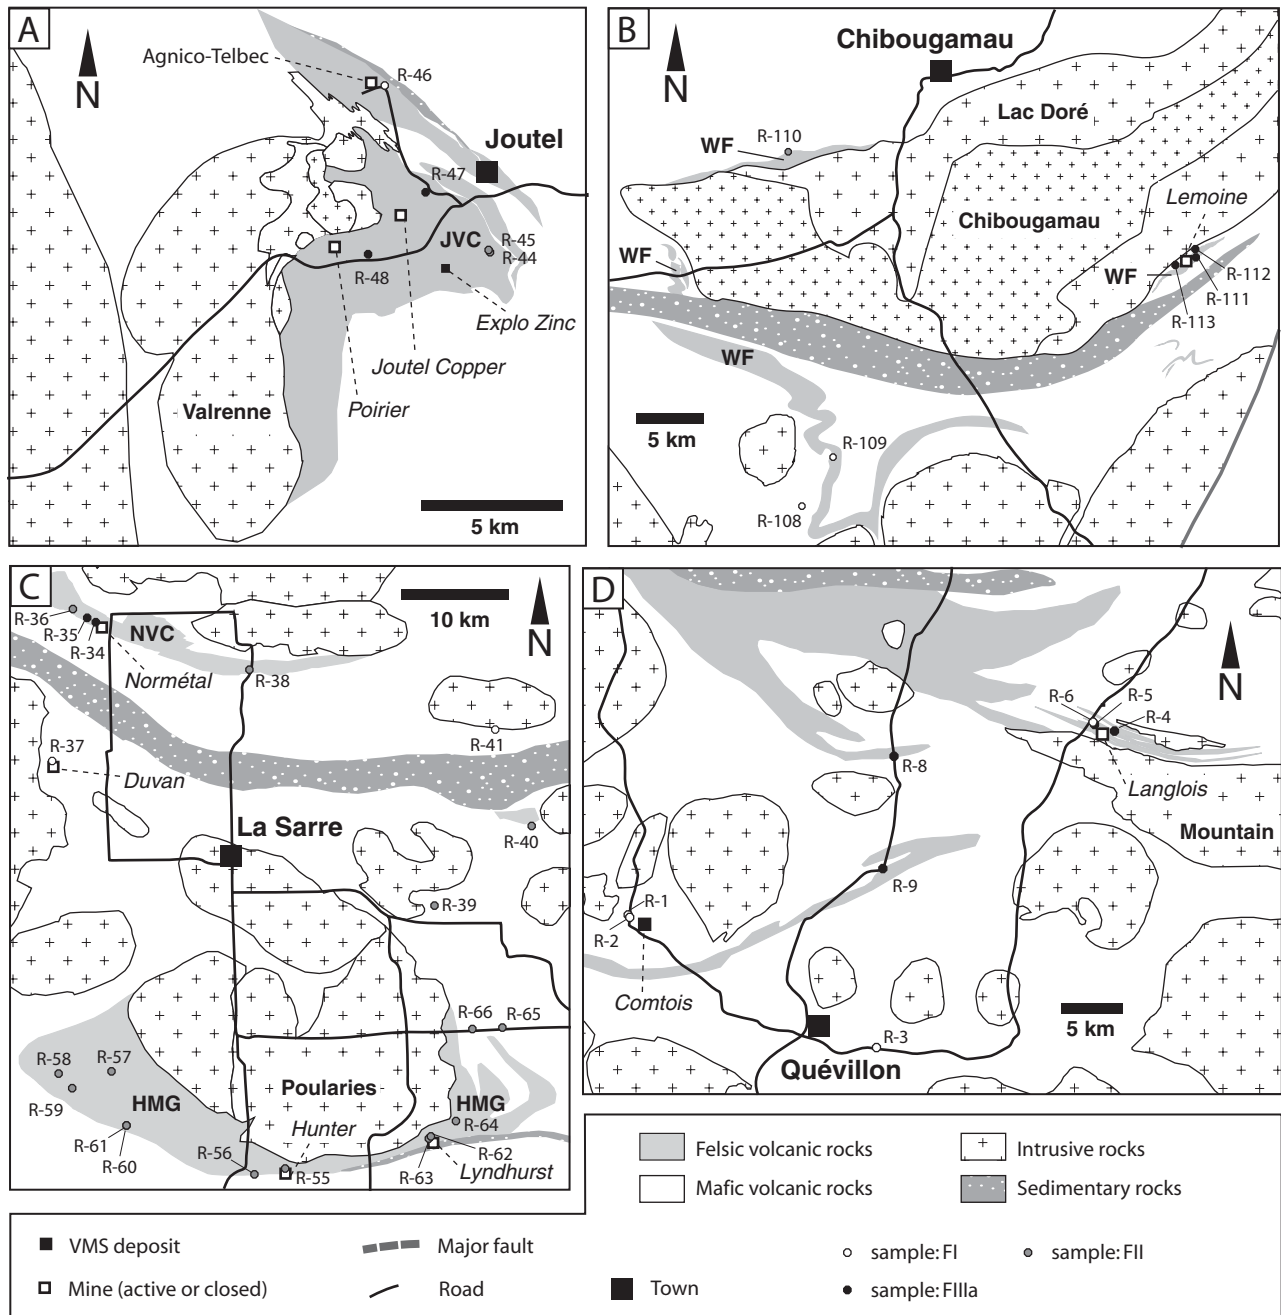 A
N
Agnico-Telbec
R-46
Joutel
R-47
JVC
R-45
R-44
R-48
Explo Zinc
Joutel Copper
Poirier
Valrenne
5 km
B
N
Chibougamau
Lac Doré
R-110
WF
Lemoine
Chibougamau
WF
WF
R-112
R-111
R-113
WF
5 km
R-109
R-108
C
10 km
N
R-36
R-35
R-34
NVC
Normétal
R-38
R-41
R-37
Duvan
La Sarre
R-40
R-39
R-66
R-65
R-58
R-57
R-59
HMG
Poularies
HMG
R-61
R-60
Hunter
R-64
R-56
R-55
R-62
R-63
Lyndhurst
D
N
R-6
R-5
R-4
R-8
Langlois
Mountain
R-9
R-1
R-2
Comtois
5 km
R-3
Quévillon
Felsic volcanic rocks
Intrusive rocks
Mafic volcanic rocks
Sedimentary rocks
VMS deposit
Major fault
sample: FI
sample: FII
Mine (active or closed)
Road
Town
sample: FIIIa